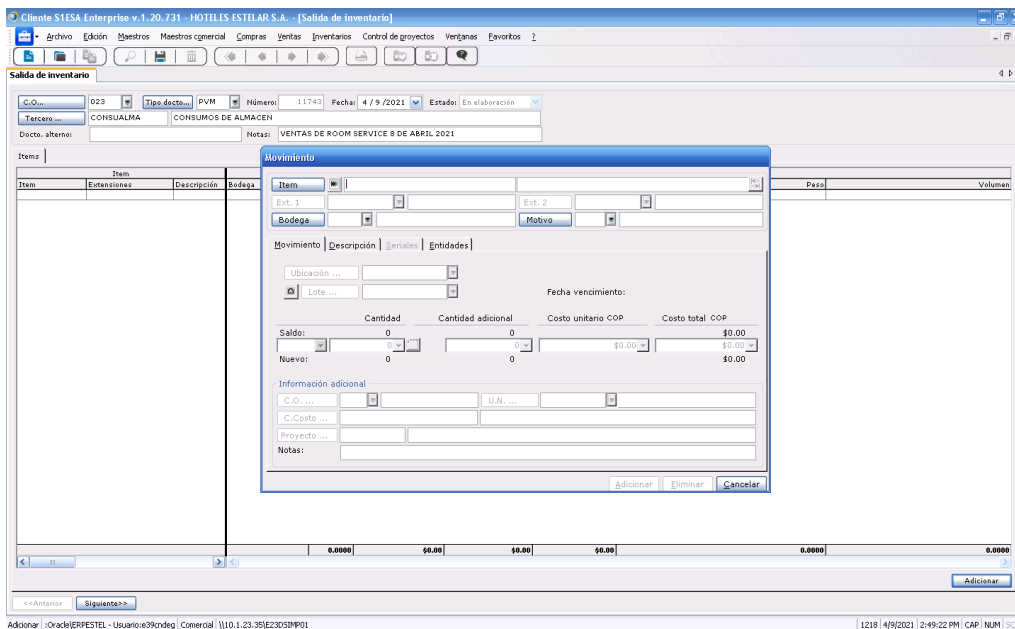 Cliente S1ESA Enterprise v.1.20.731 - HOTELES ESTELAR S.A. - [Salida de inventario]
Archivo Edición Maestros Maestros comercial Compras Ventas Inventarios Control de proyectos Ventanas Favoritos ?
Salida de inventario
C.O... 023 Tipo docto... PVM Número: 11743 Fecha: 4 / 9 /2021 Estado: En elaboración
Tercero ... CONSUALMA CONSUMOS DE ALMACEN
Docto. alterno: Notas: VENTAS DE ROOM SERVICE 8 DE ABRIL 2021
Items
Item
Item Extensiones Descripción Bodega Peso Volumen
Movimiento
Item
Ext. 1 Ext. 2
Bodega Motivo
Movimiento Descripción Seriales Entidades
Ubicación ...
Lote ... Fecha vencimiento:
Cantidad Cantidad adicional Costo unitario COP Costo total COP
Saldo: 0 0 $0.00
0 0 $0.00 $0.00
Nuevo: 0 0 $0.00
Información adicional
C.O. ... U.N. ...
C.Costo ...
Proyecto ...
Notas:
Adicionar Eliminar Cancelar
0.0000 $0.00 $0.00 $0.00 0.0000 0.0000
Adicionar
<<Anterior Siguiente>>
Adicionar :Oracle\ERPESTEL - Usuario:e39cndeg Comercial \\10.1.23.35\E23DSIMP01 1218 4/9/2021 2:49:22 PM CAP NUM SC